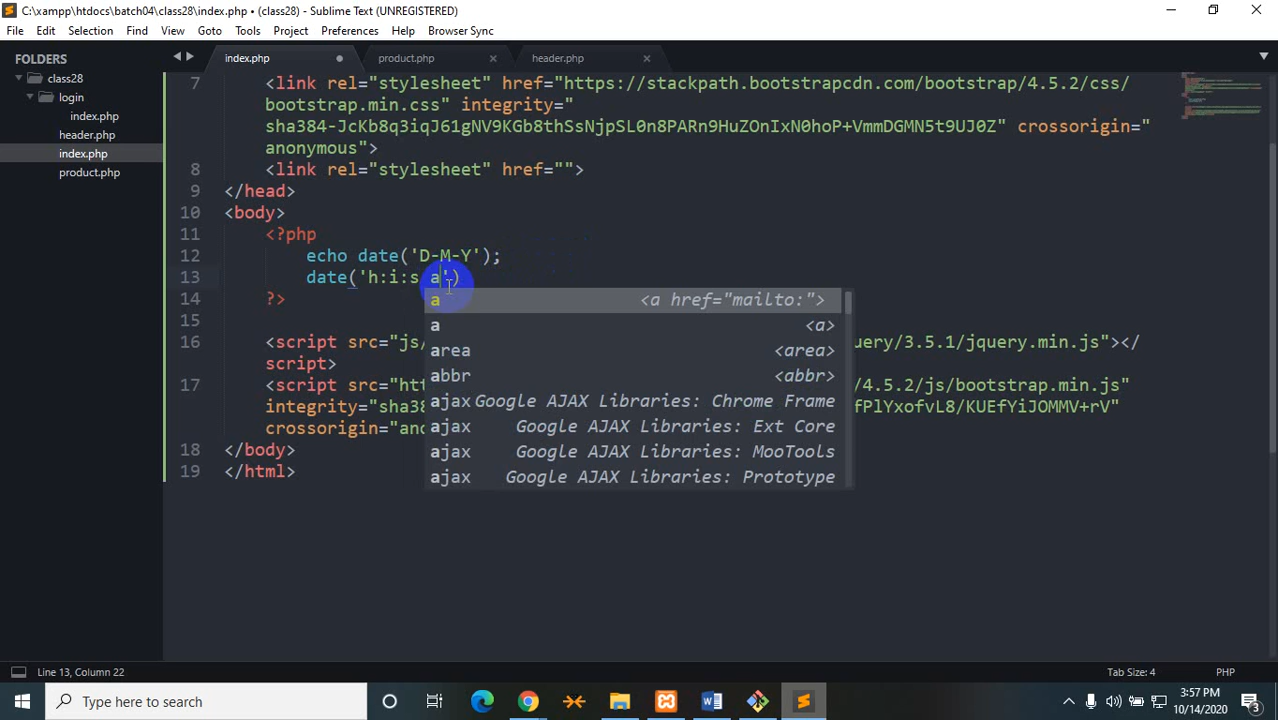 C:\xampp\htdocs\batch04\class28\index.php • (class28) - Sublime Text (UNREGISTERED)
File Edit Selection Find View Goto Tools Project Preferences Help Browser Sync
FOLDERS
class28
login
index.php
header.php
index.php
product.php
index.php product.php header.php
7 <link rel="stylesheet" href="https://stackpath.bootstrapcdn.com/bootstrap/4.5.2/css/
bootstrap.min.css" integrity="
sha384-JcKb8q3iqJ61gNV9KGb8thSsNjpSL0n8PARn9HuZOnIxN0hoP+VmmDGMN5t9UJ0Z" crossorigin="
anonymous">
8 <link rel="stylesheet" href="">
9 </head>
10 <body>
11 <?php
12 echo date('D-M-Y');
13 date('h:i:s a')
14 ?>
15
16 <script src="js/ uery/3.5.1/jquery.min.js"></
script>
17 <script src="htt /4.5.2/js/bootstrap.min.js"
integrity="sha38 fPlYxofvL8/KUEfYiJOMMV+rV"
crossorigin="ano
18 </body>
19 </html>
a <a href="mailto:">
a <a>
area <area>
abbr <abbr>
ajax Google AJAX Libraries: Chrome Frame
ajax Google AJAX Libraries: Ext Core
ajax Google AJAX Libraries: MooTools
ajax Google AJAX Libraries: Prototype
Line 13, Column 22 Tab Size: 4 PHP
Type here to search
3:57 PM
10/14/2020
3